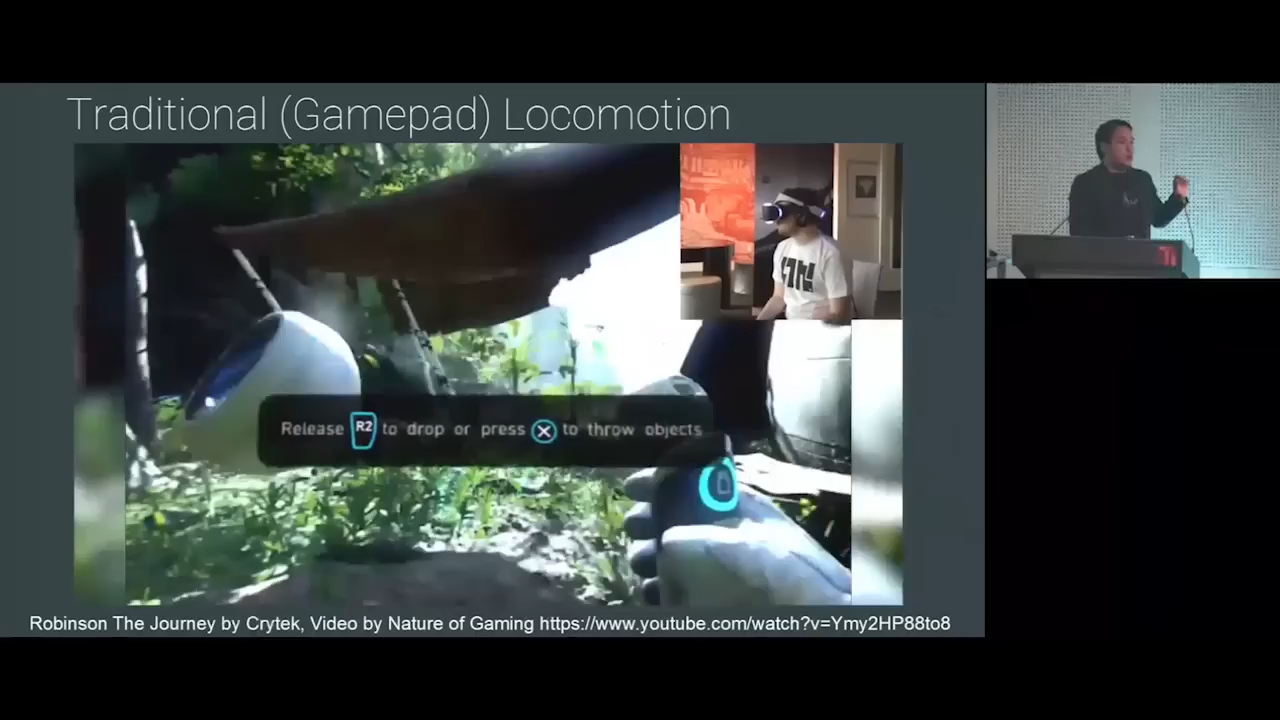 Traditional (Gamepad) Locomotion
Release R2 to drop or press X to throw objects
Robinson The Journey by Crytek, Video by Nature of Gaming https://www.youtube.com/watch?v=Ymy2HP88to8